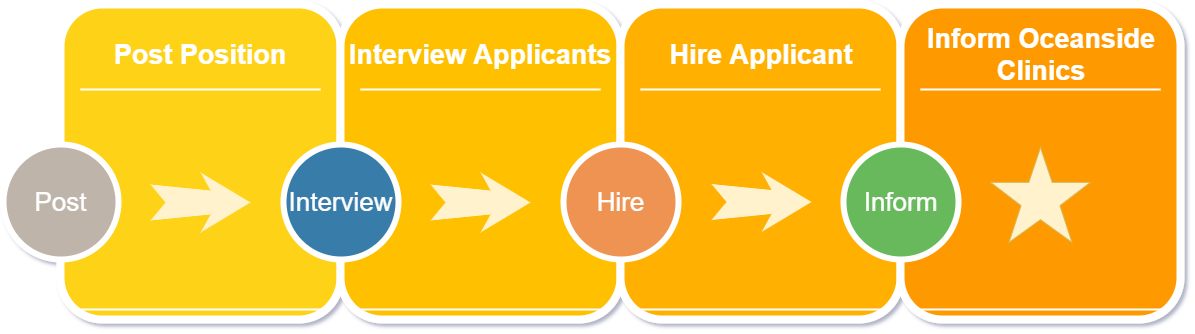 Post Position
Interview Applicants
Hire Applicant
Inform Oceanside
Clinics
Post
Interview
Hire
Inform